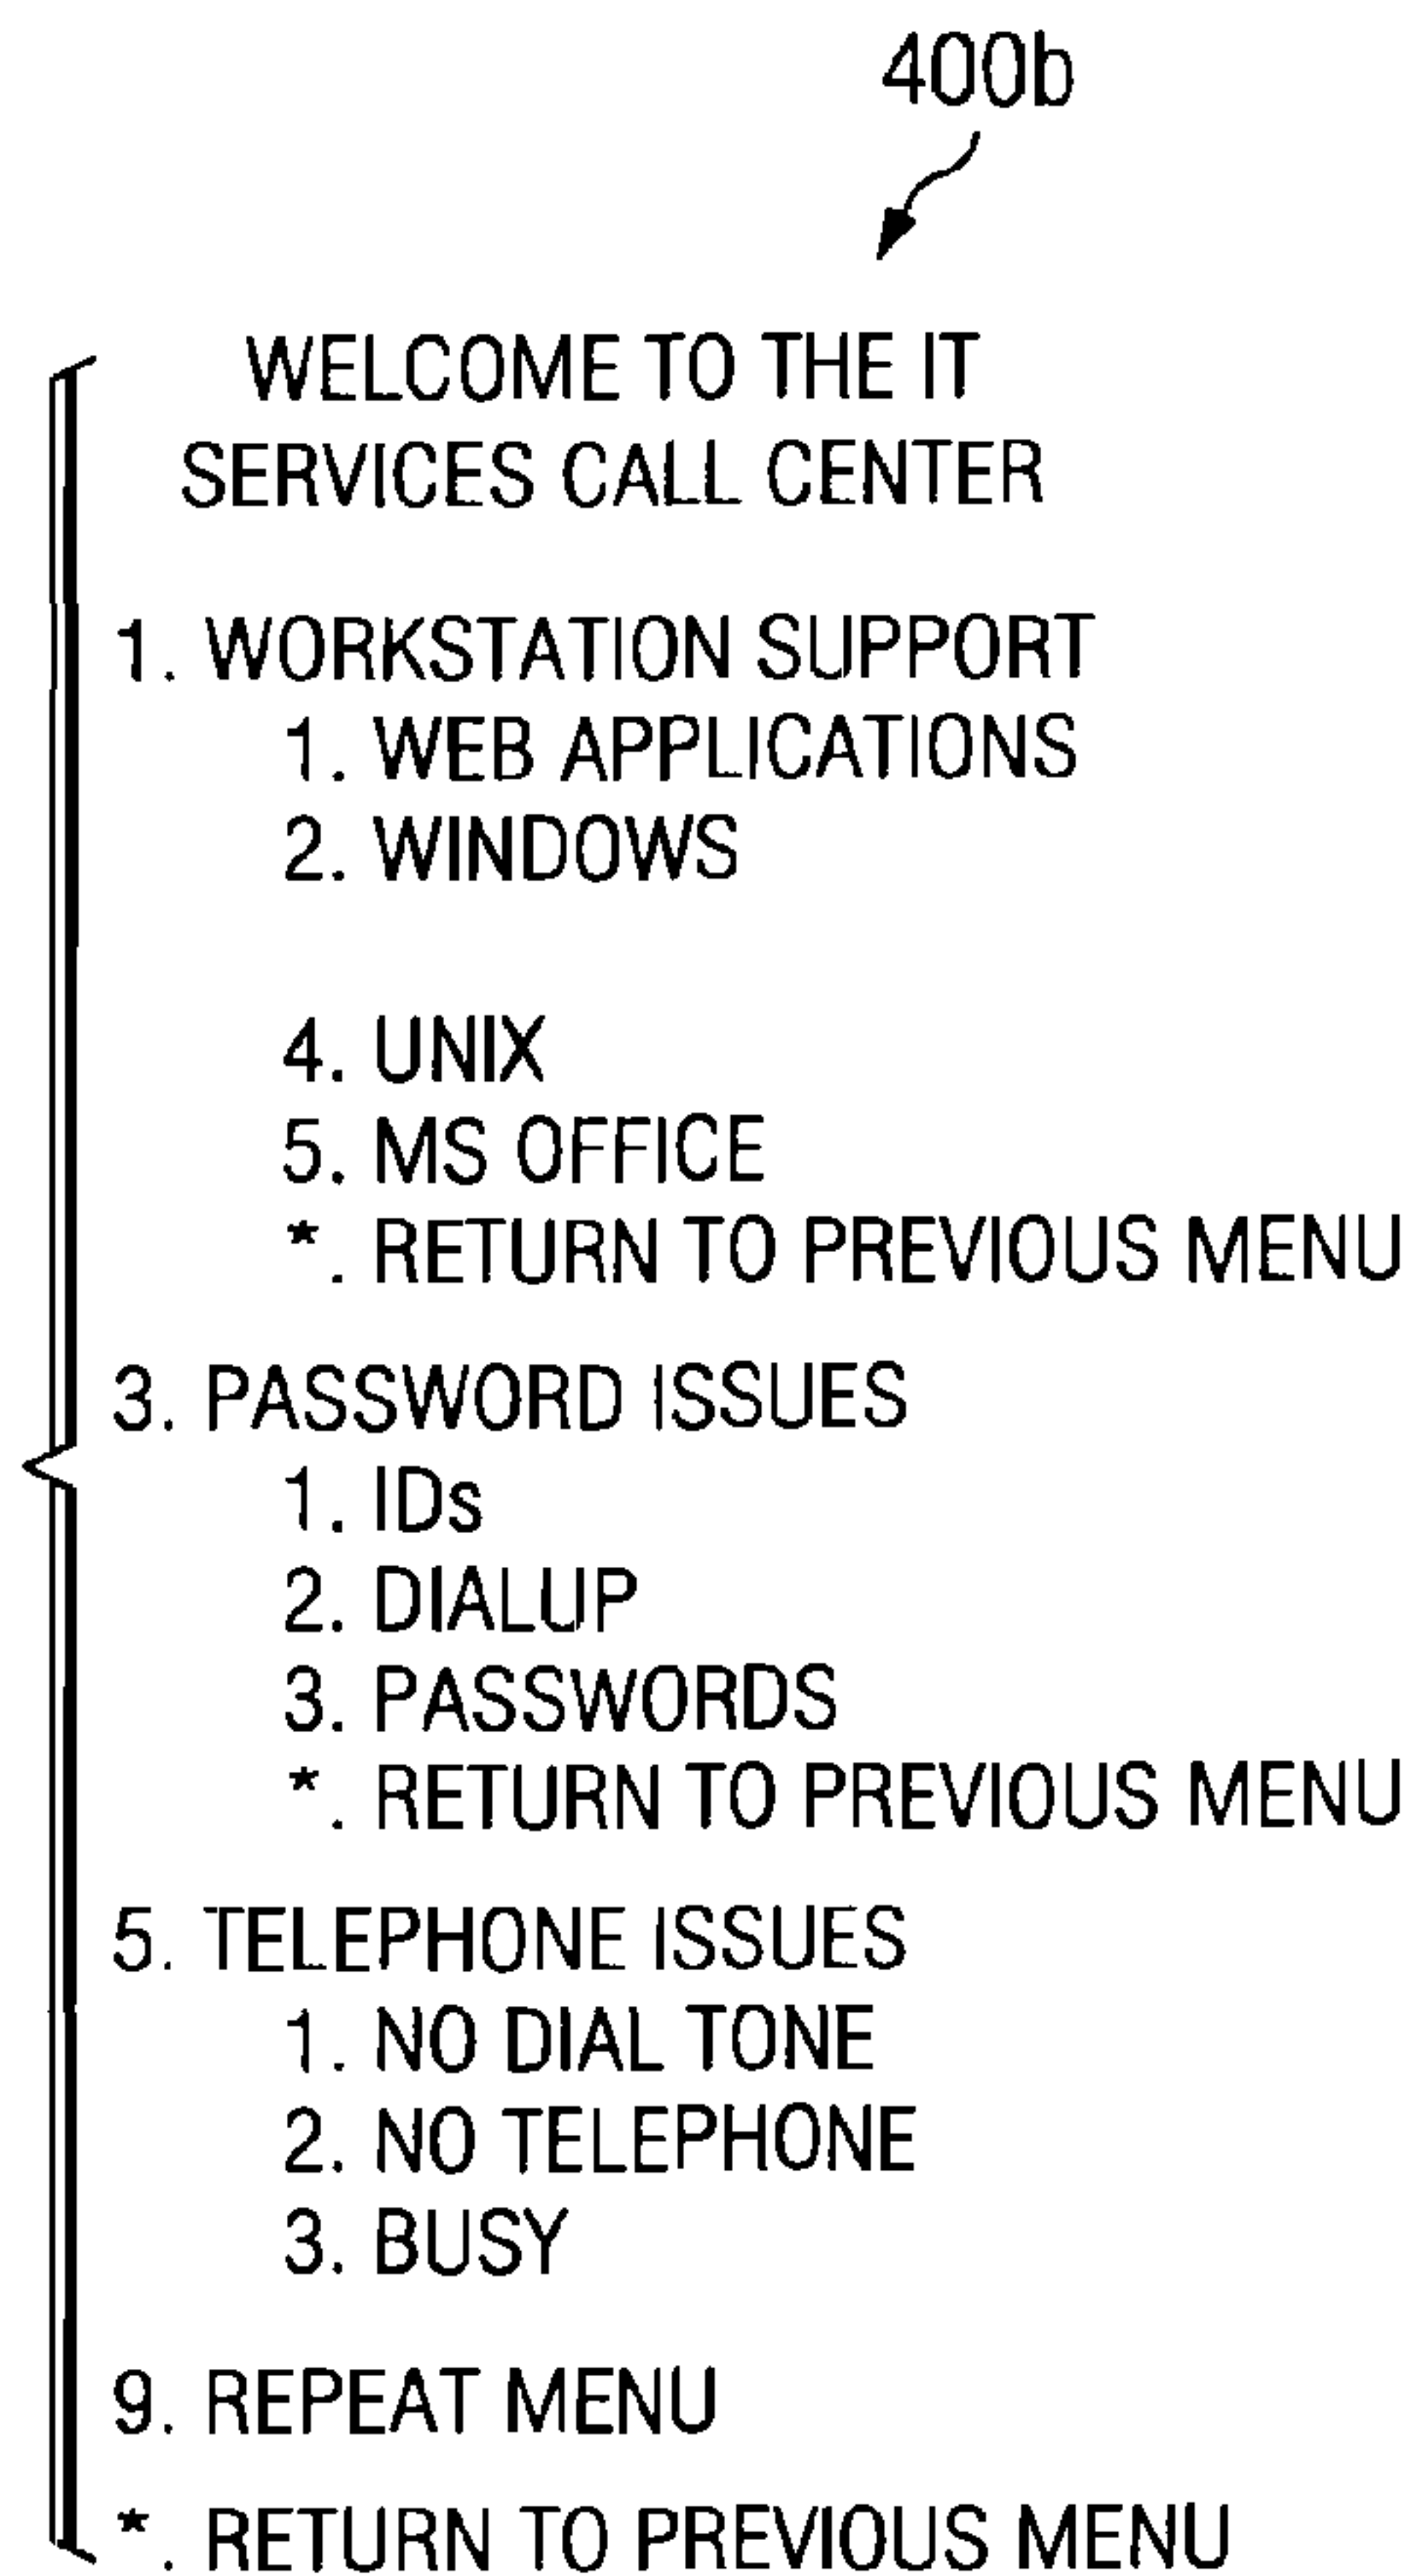 400b
WELCOME TO THE IT
SERVICES CALL CENTER
1. WORKSTATION SUPPORT
1. WEB APPLICATIONS
2. WINDOWS
4. UNIX
5. MS OFFICE
*. RETURN TO PREVIOUS MENU
3. PASSWORD ISSUES
1. IDs
2. DIALUP
3. PASSWORDS
*. RETURN TO PREVIOUS MENU
5. TELEPHONE ISSUES
1. NO DIAL TONE
2. NO TELEPHONE
3. BUSY
9. REPEAT MENU
*. RETURN TO PREVIOUS MENU